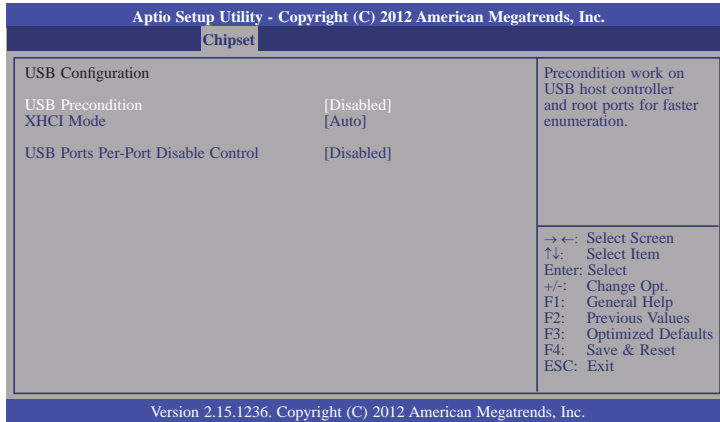 Aptio Setup Utility - Copyright (C) 2012 American Megatrends, Inc.
Chipset
USB Configuration
USB Precondition [Disabled]
XHCI Mode [Auto]
USB Ports Per-Port Disable Control [Disabled]
Precondition work on
USB host controller
and root ports for faster
enumeration.
→ ←: Select Screen
↑↓: Select Item
Enter: Select
+/-: Change Opt.
F1: General Help
F2: Previous Values
F3: Optimized Defaults
F4: Save & Reset
ESC: Exit
Version 2.15.1236. Copyright (C) 2012 American Megatrends, Inc.